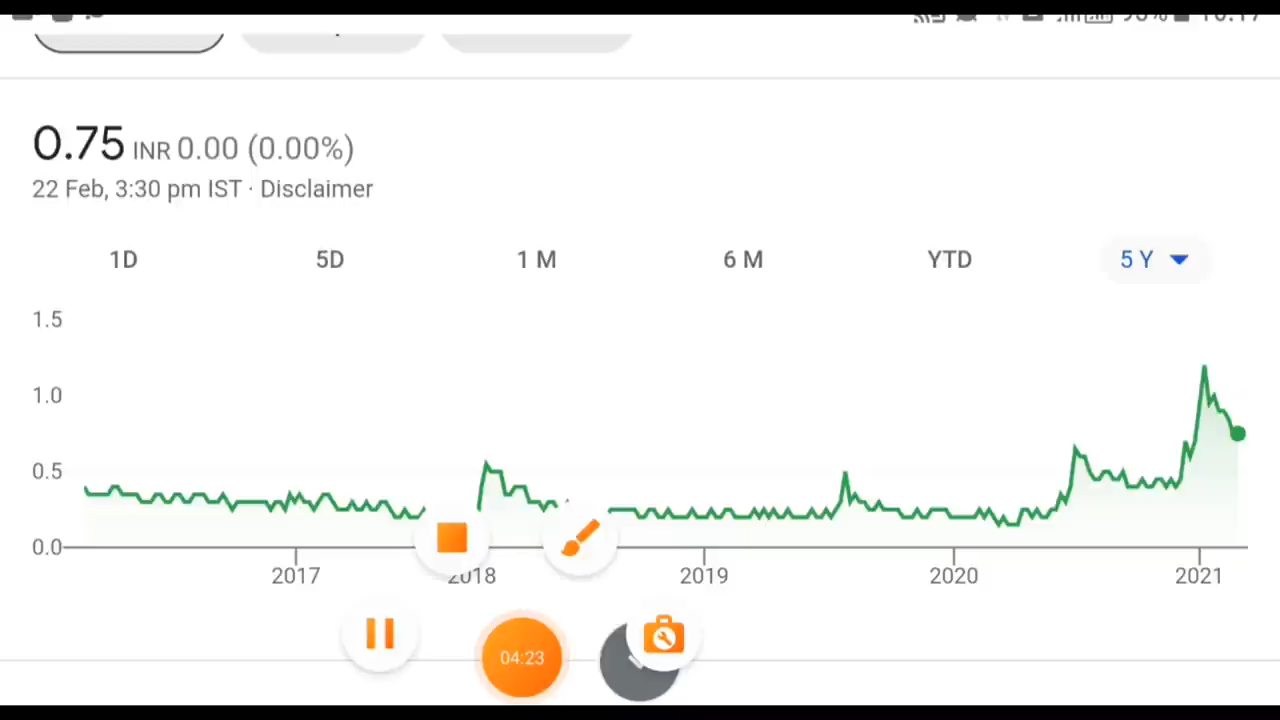 0.75 INR 0.00 (0.00%)
22 Feb, 3:30 pm IST · Disclaimer
1D 5D 1 M 6 M YTD 5 Y
1.5
1.0
0.5
0.0
2017 2018 2019 2020 2021
04:23